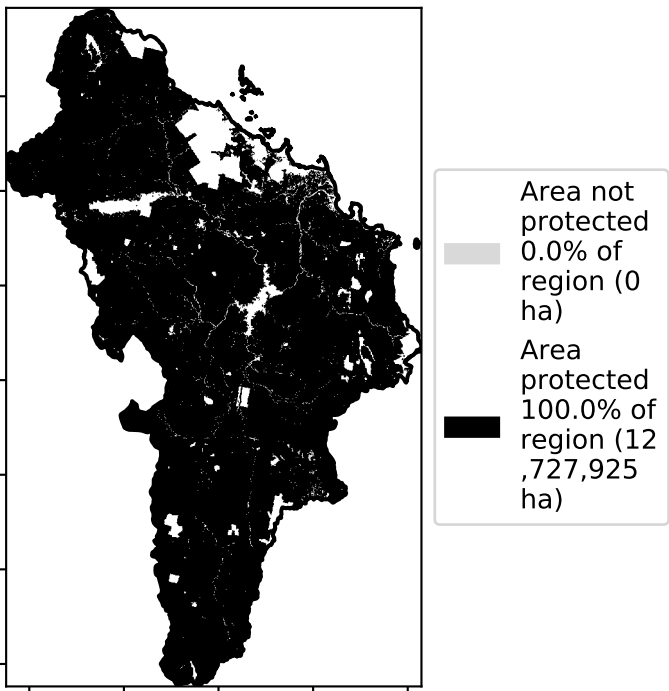 Area not
protected
0.0% of
region (0
ha)
Area
protected
100.0% of
region (12
,727,925
ha)